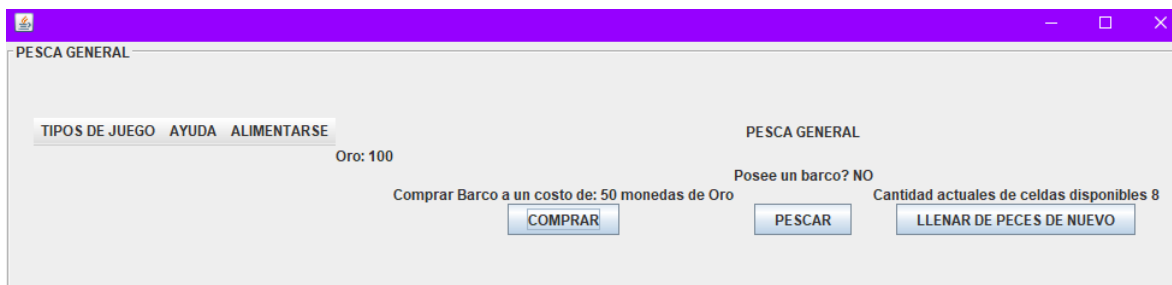 PESCA GENERAL
TIPOS DE JUEGO AYUDA ALIMENTARSE
PESCA GENERAL
Oro: 100
Posee un barco? NO
Comprar Barco a un costo de: 50 monedas de Oro
Cantidad actuales de celdas disponibles 8
COMPRAR
PESCAR
LLENAR DE PECES DE NUEVO